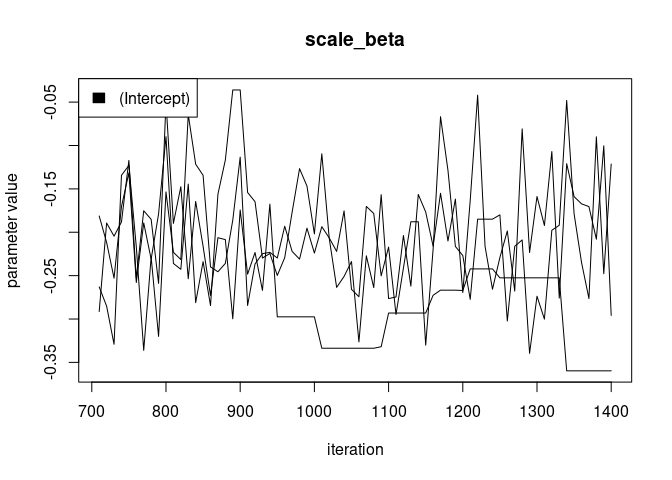 scale_beta
(Intercept)
parameter value
-0.05
-0.15
-0.25
-0.35
700 800 900 1000 1100 1200 1300 1400
iteration